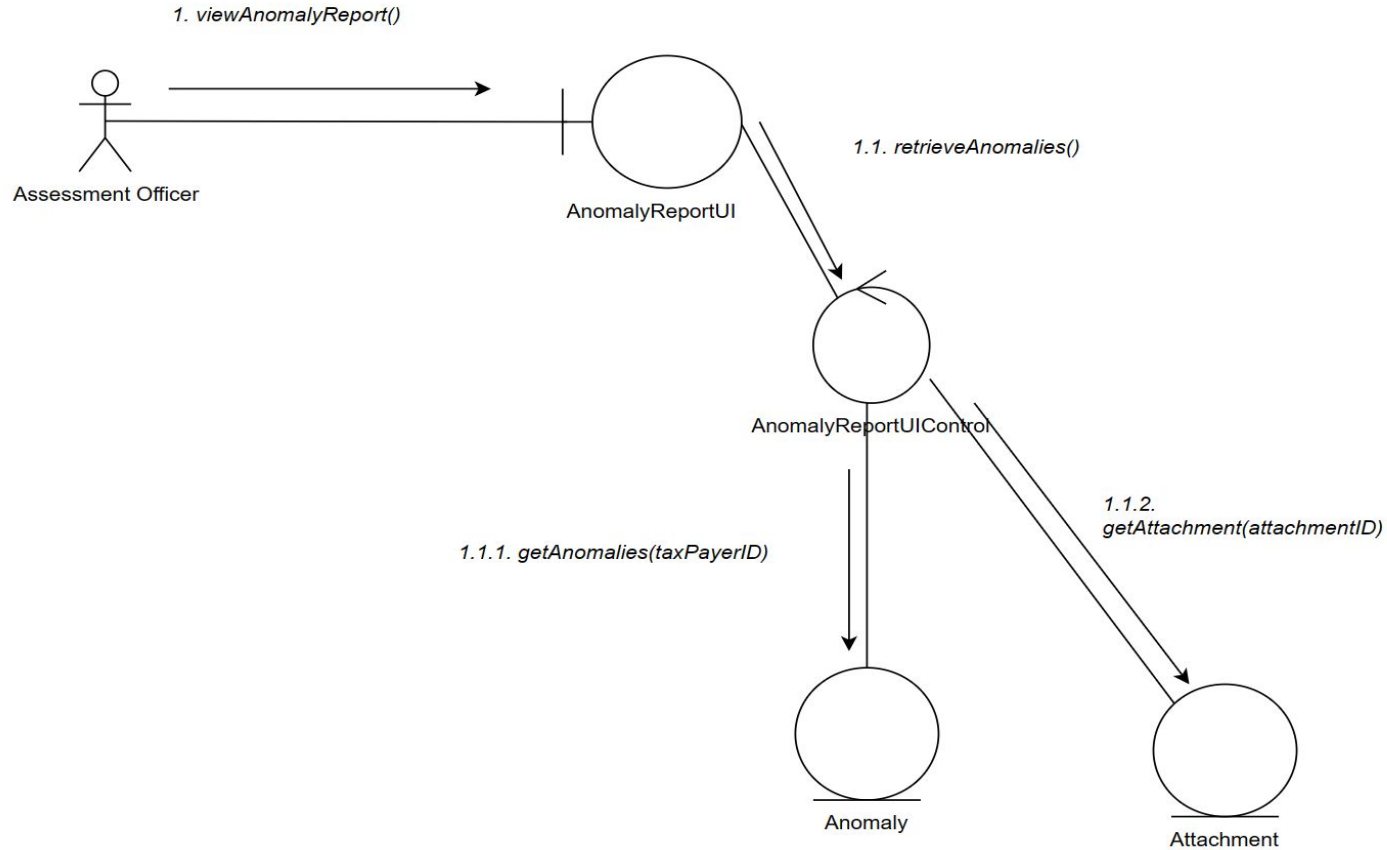 1. viewAnomalyReport()
1.1. retrieveAnomalies()
Assessment Officer
AnomalyReportUI
AnomalyReportUIControl
1.1.2.
getAttachment(attachmentID)
1.1.1. getAnomalies(taxPayerID)
Anomaly
Attachment